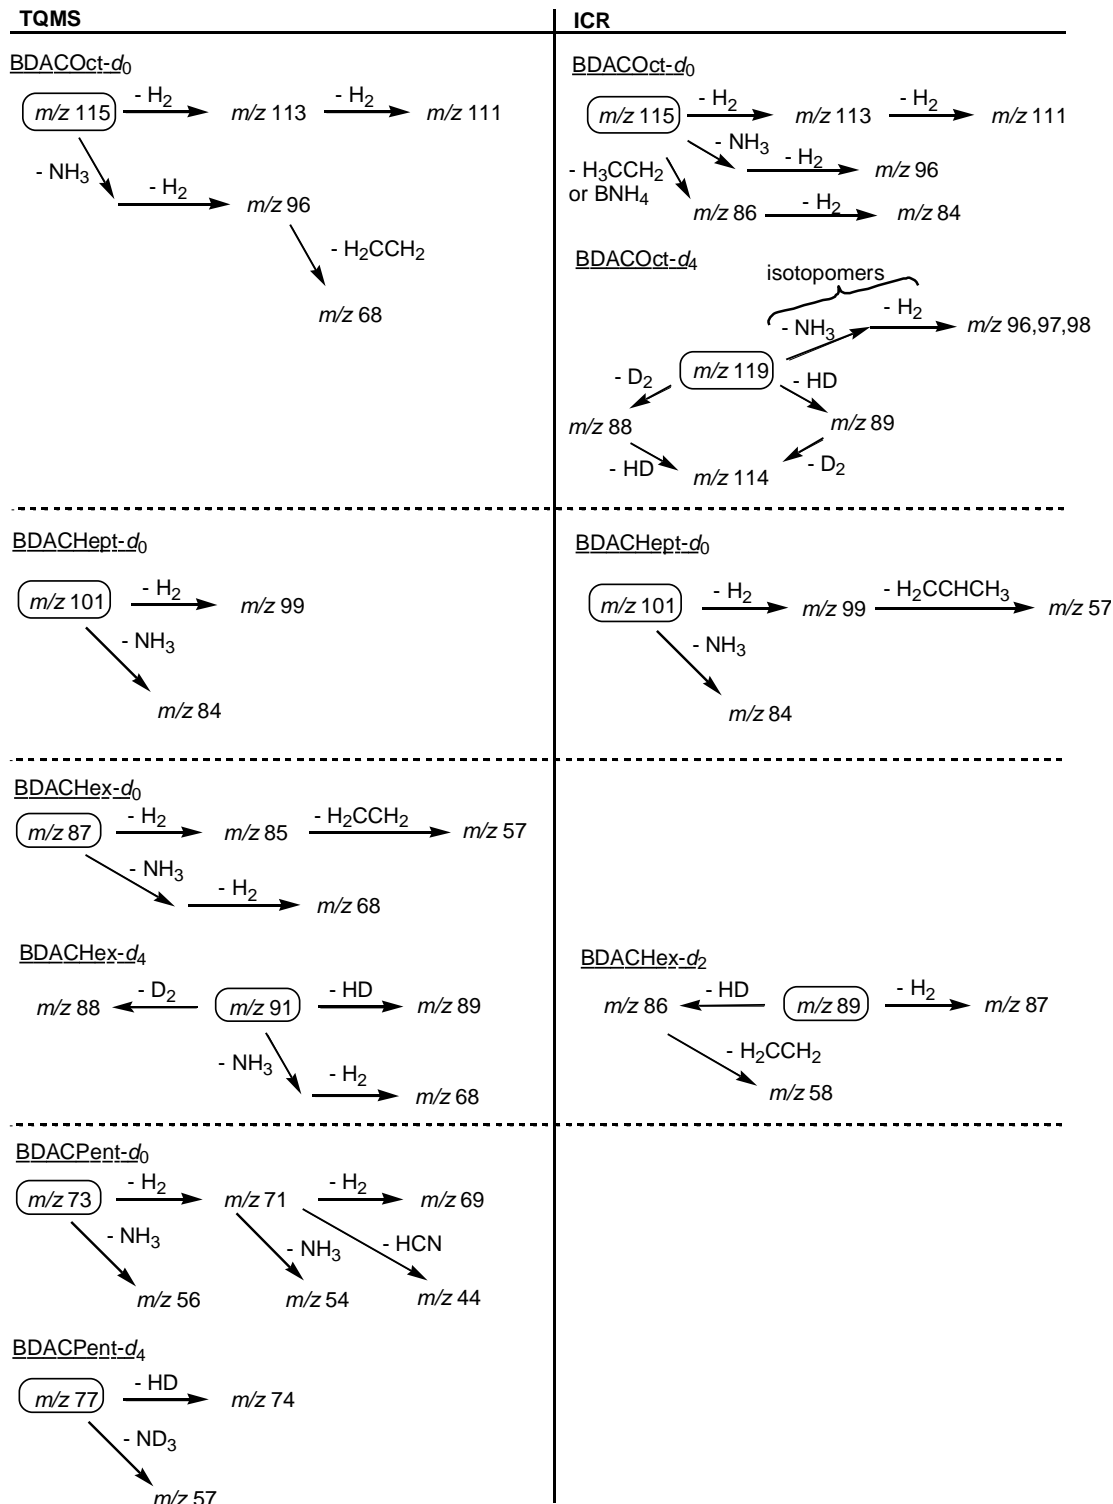 TQMS
ICR
BDACOct-d0
m/z 115
- H2
m/z 113
- H2
m/z 111
- NH3
- H2
m/z 96
- H2CCH2
m/z 68
BDACOct-d0
m/z 115
- H2
m/z 113
- H2
m/z 111
- NH3
- H2
m/z 96
- H3CCH2
or BNH4
m/z 86
- H2
m/z 84
BDACOct-d4
isotopomers
- NH3
- H2
m/z 96,97,98
m/z 119
- D2
- HD
m/z 88
m/z 89
- HD
m/z 114
- D2
BDACHept-d0
m/z 101
- H2
m/z 99
- NH3
m/z 84
BDACHept-d0
m/z 101
- H2
m/z 99
- H2CCHCH3
m/z 57
- NH3
m/z 84
BDACHex-d0
m/z 87
- H2
m/z 85
- H2CCH2
m/z 57
- NH3
- H2
m/z 68
BDACHex-d4
m/z 88
- D2
m/z 91
- HD
m/z 89
- NH3
- H2
m/z 68
BDACHex-d2
m/z 86
- HD
m/z 89
- H2
m/z 87
- H2CCH2
m/z 58
BDACPent-d0
m/z 73
- H2
m/z 71
- H2
m/z 69
- NH3
m/z 56
- NH3
m/z 54
- HCN
m/z 44
BDACPent-d4
m/z 77
- HD
m/z 74
- ND3
m/z 57